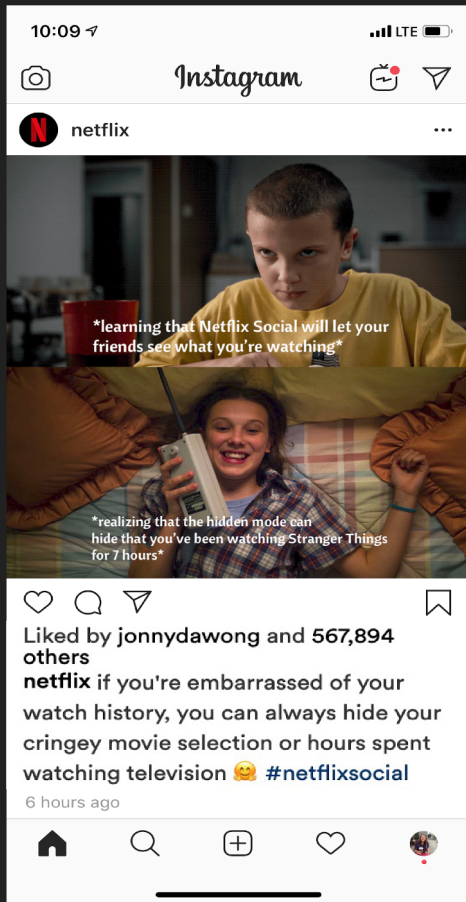 10:09
LTE
Instagram
N
netflix
*learning that Netflix Social will let your
friends see what you're watching*
*realizing that the hidden mode can
hide that you've been watching Stranger Things
for 7 hours*
Liked by jonnydawong and 567,894
others
netflix if you're embarrassed of your
watch history, you can always hide your
cringey movie selection or hours spent
watching television 🤗 #netflixsocial
6 hours ago